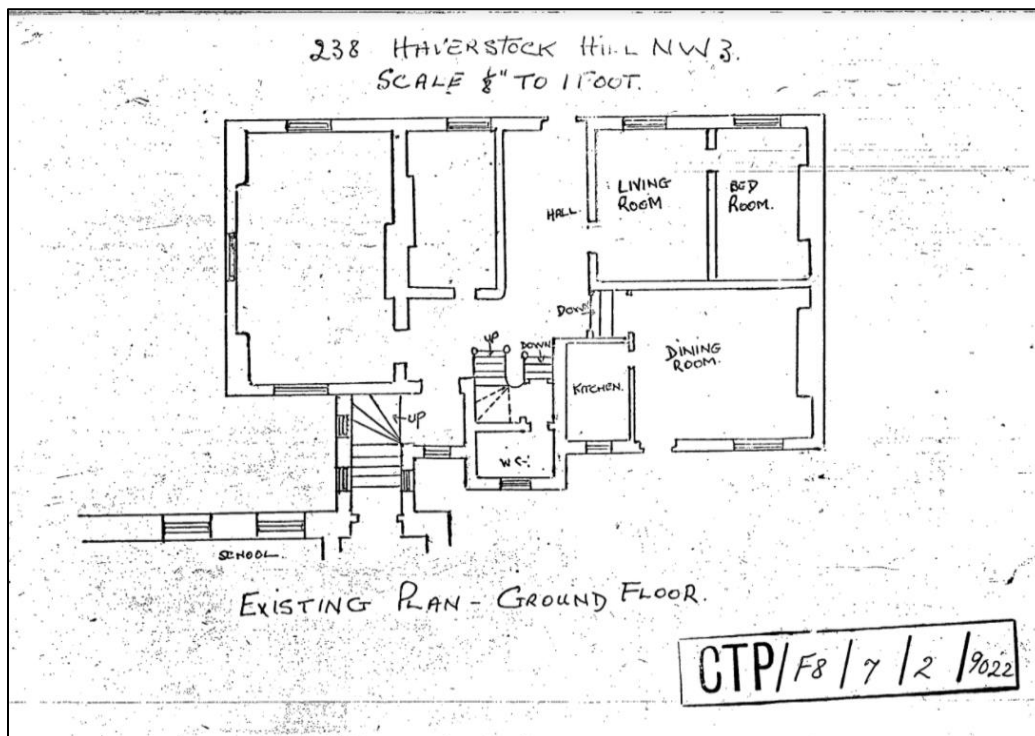 238 HAVERSTOCK HILL NW3.
SCALE 1/8" TO 1 FOOT.
LIVING ROOM
BED ROOM.
HALL.
DOWN
UP
DOWN
DINING ROOM.
KITCHEN.
UP
W.C.
SCHOOL.
EXISTING PLAN - GROUND FLOOR.
CTP/F8/7/2/9022